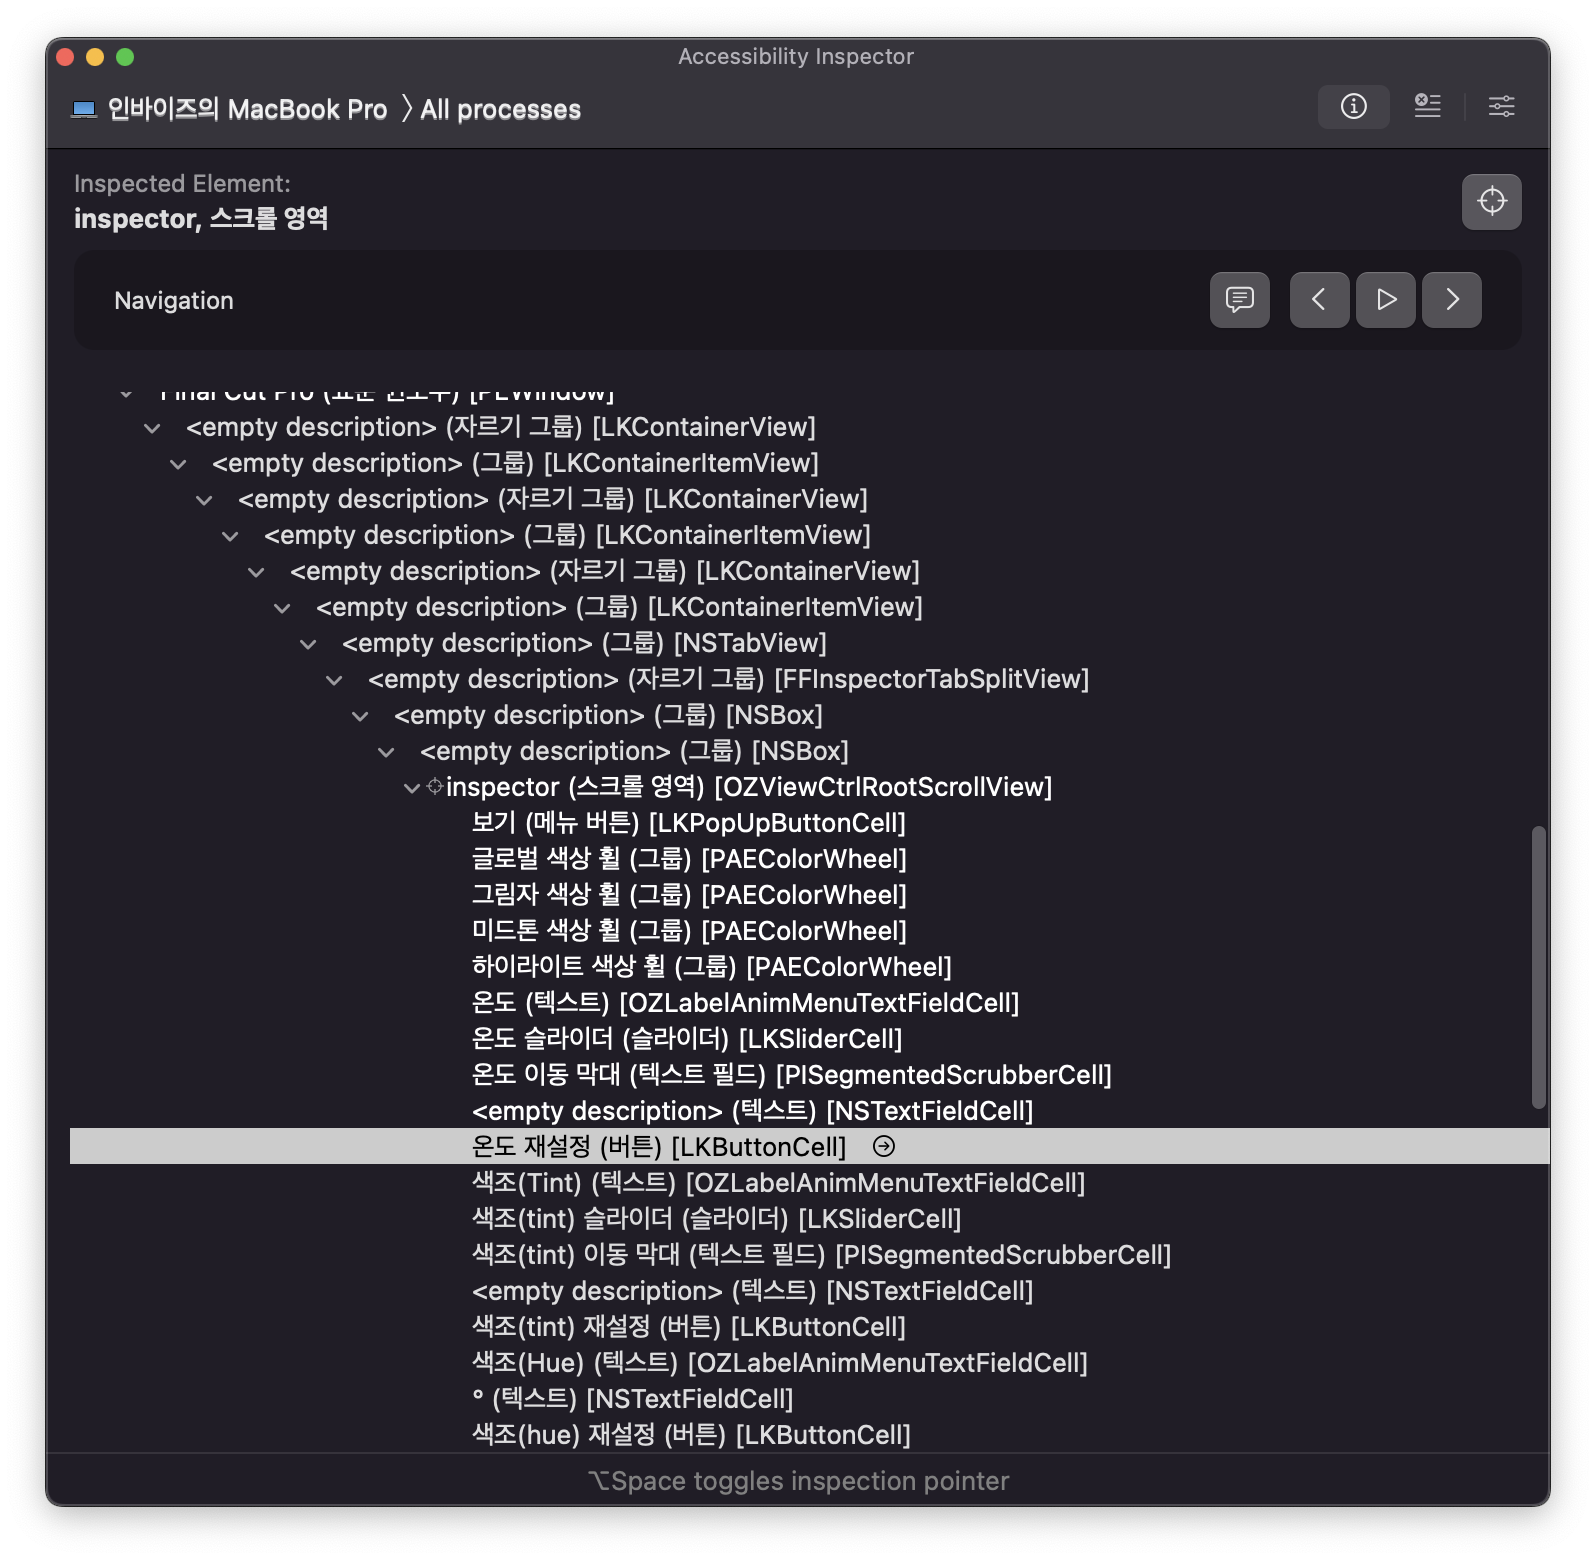 Accessibility Inspector
인바이즈의 MacBook Pro 〉All processes
Inspected Element:
inspector, 스크롤 영역
Navigation
Final Cut Pro (표준 윈도우) [PEWindow]
<empty description> (자르기 그룹) [LKContainerView]
<empty description> (그룹) [LKContainerItemView]
<empty description> (자르기 그룹) [LKContainerView]
<empty description> (그룹) [LKContainerItemView]
<empty description> (자르기 그룹) [LKContainerView]
<empty description> (그룹) [LKContainerItemView]
<empty description> (그룹) [NSTabView]
<empty description> (자르기 그룹) [FFInspectorTabSplitView]
<empty description> (그룹) [NSBox]
<empty description> (그룹) [NSBox]
inspector (스크롤 영역) [OZViewCtrlRootScrollView]
보기 (메뉴 버튼) [LKPopUpButtonCell]
글로벌 색상 휠 (그룹) [PAEColorWheel]
그림자 색상 휠 (그룹) [PAEColorWheel]
미드톤 색상 휠 (그룹) [PAEColorWheel]
하이라이트 색상 휠 (그룹) [PAEColorWheel]
온도 (텍스트) [OZLabelAnimMenuTextFieldCell]
온도 슬라이더 (슬라이더) [LKSliderCell]
온도 이동 막대 (텍스트 필드) [PISegmentedScrubberCell]
<empty description> (텍스트) [NSTextFieldCell]
온도 재설정 (버튼) [LKButtonCell]
색조(Tint) (텍스트) [OZLabelAnimMenuTextFieldCell]
색조(tint) 슬라이더 (슬라이더) [LKSliderCell]
색조(tint) 이동 막대 (텍스트 필드) [PISegmentedScrubberCell]
<empty description> (텍스트) [NSTextFieldCell]
색조(tint) 재설정 (버튼) [LKButtonCell]
색조(Hue) (텍스트) [OZLabelAnimMenuTextFieldCell]
° (텍스트) [NSTextFieldCell]
색조(hue) 재설정 (버튼) [LKButtonCell]
⌥Space toggles inspection pointer